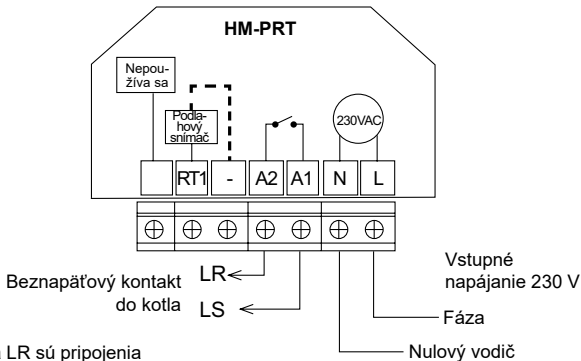 HM-PRT
Nepou-
žíva sa
Podla-
hový
snímač
230VAC
RT1 - A2 A1 N L
Beznapäťový kontakt
do kotla
LR
LS
Vstupné
napájanie 230 V
Fáza
Nulový vodič
LR sú pripojenia